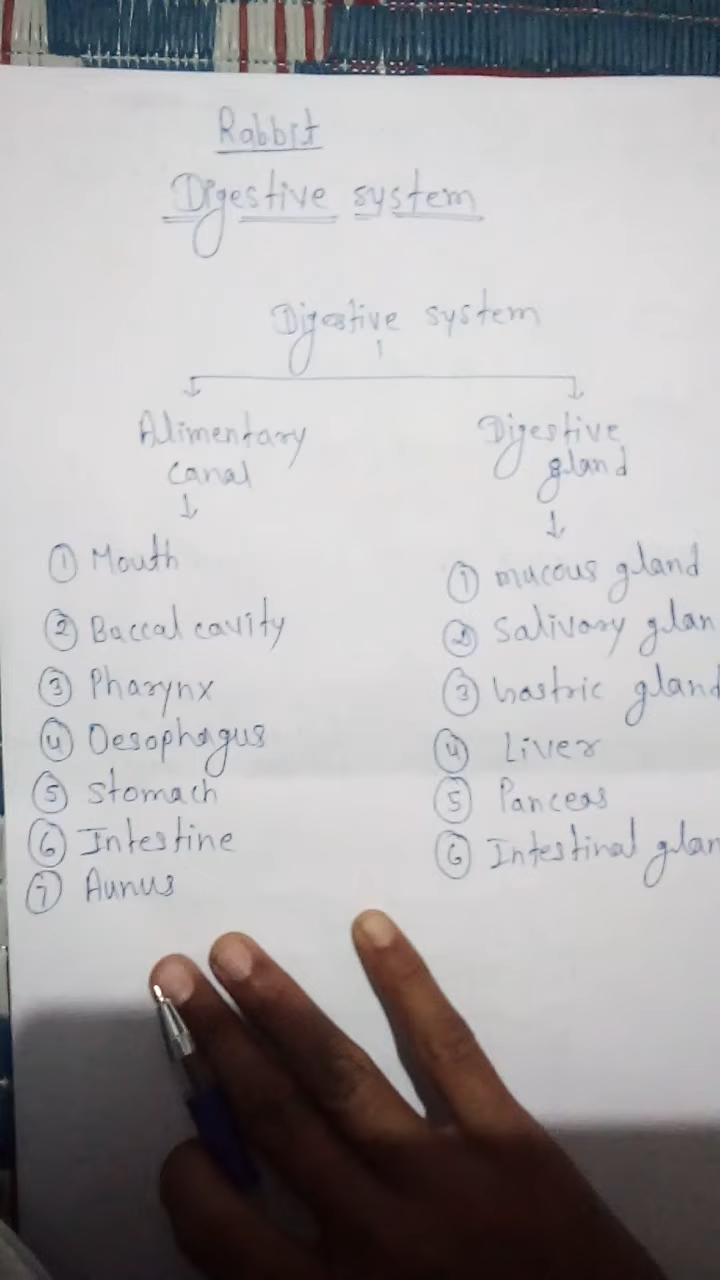 Rabbit
Digestive system
Digestive system
Alimentary
canal
① Mouth
② Baccal cavity
③ Pharynx
④ Oesophagus
⑤ Stomach
⑥ Intestine
⑦ Aunus
Digestive
gland
① mucous gland
② Salivary glan
③ Gastric gland
④ Liver
⑤ Panceas
⑥ Intestinal glan